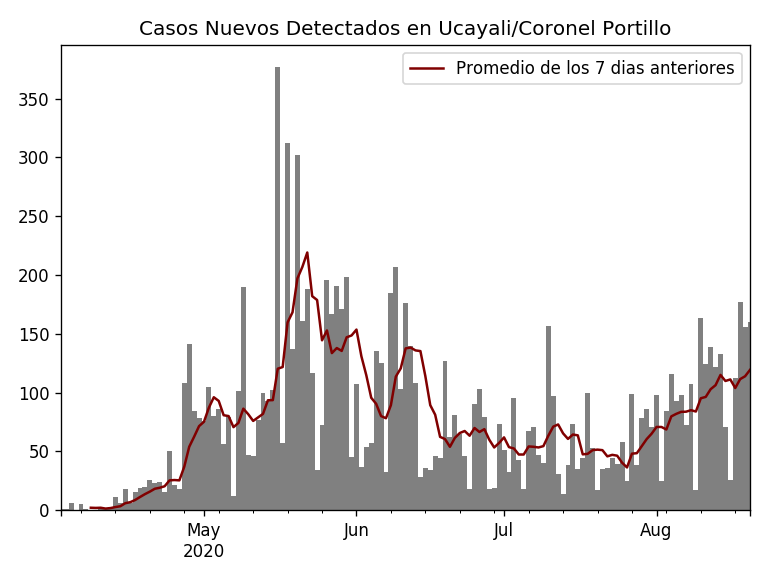 Casos Nuevos Detectados en Ucayali/Coronel Portillo
Promedio de los 7 dias anteriores
350
300
250
200
150
100
50
0
May
2020
Jun
Jul
Aug